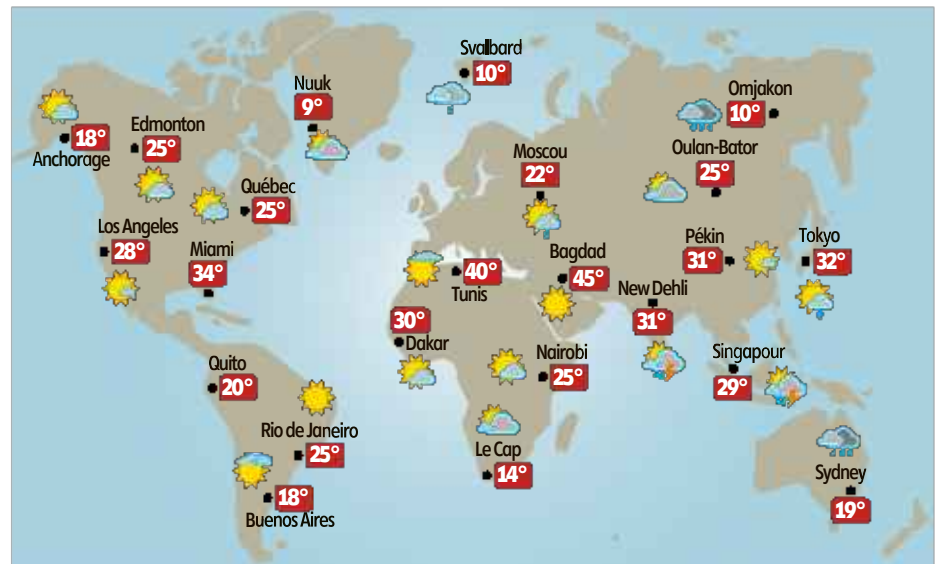 Svalbard
10°
Nuuk
9°
Omjakon
10°
Anchorage
18°
Edmonton
25°
Moscou
22°
Oulan-Bator
25°
Québec
25°
Los Angeles
28°
Miami
34°
Tunis
40°
Bagdad
45°
Pékin
31°
Tokyo
32°
New Dehli
31°
30°
Dakar
Nairobi
25°
Singapour
29°
Quito
20°
Rio de Janeiro
25°
Le Cap
14°
Sydney
19°
18°
Buenos Aires